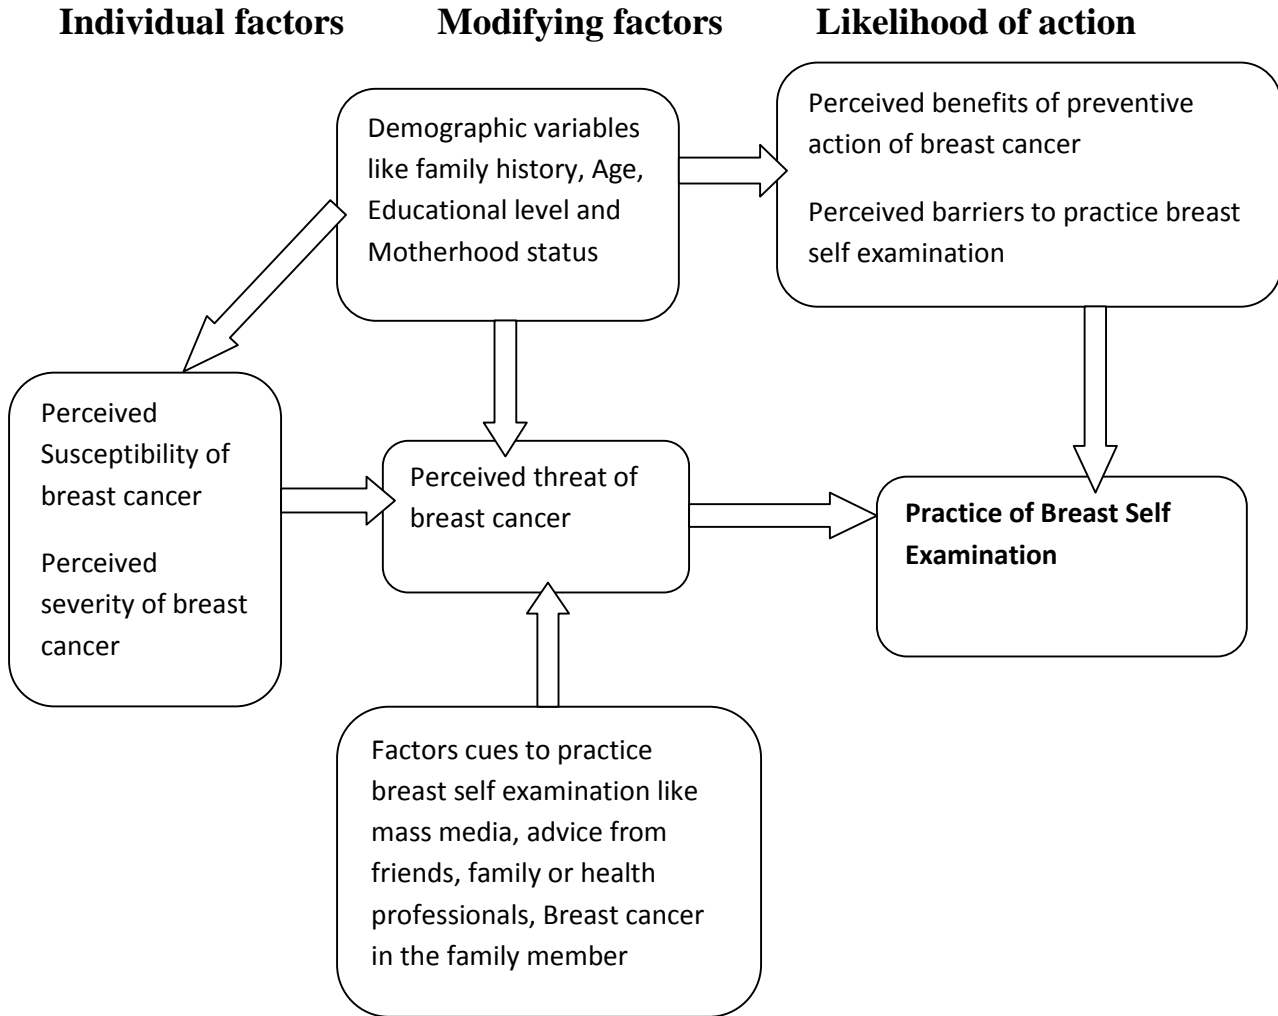 Individual factors
Modifying factors
Likelihood of action
Demographic variables
like family history, Age,
Educational level and
Motherhood status
Perceived benefits of preventive
action of breast cancer
Perceived barriers to practice breast
self examination
Perceived
Susceptibility of
breast cancer
Perceived
severity of breast
cancer
Perceived threat of
breast cancer
Practice of Breast Self
Examination
Factors cues to practice
breast self examination like
mass media, advice from
friends, family or health
professionals, Breast cancer
in the family member